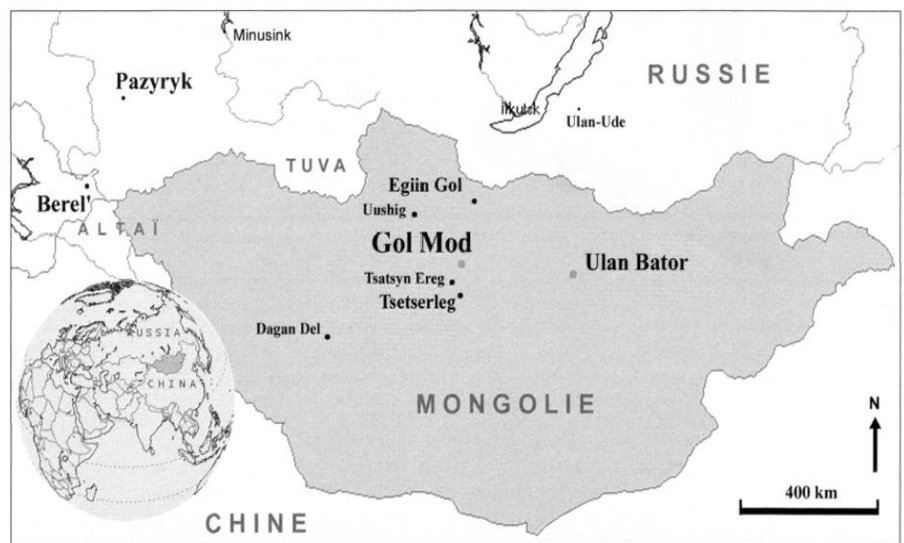 Minusink
Pazyryk
RUSSIE
Ulan-Ude
TUVA
Egiin Gol
Berel'
Uushig
ALTAÏ
Gol Mod
Ulan Bator
Tsatsyn Ereg
Tsetserleg
Dagan Del
RUSSIA
CHINA
MONGOLIE
N
400 km
CHINE